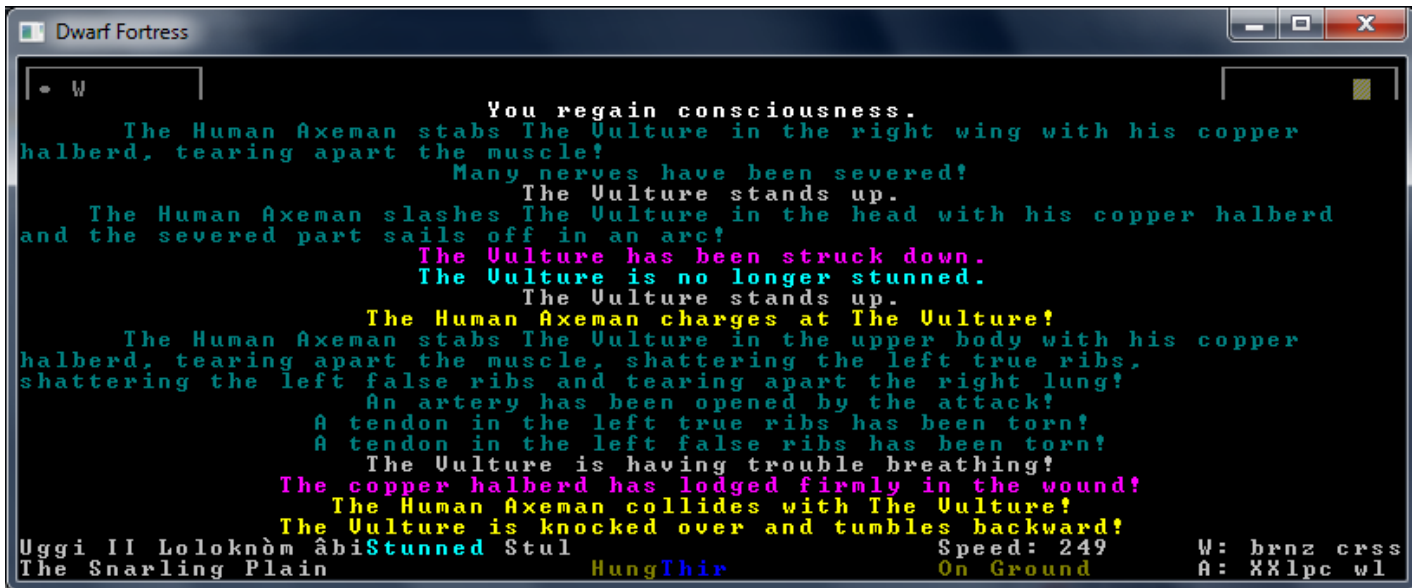 Dwarf Fortress
• W
You regain consciousness.
The Human Axeman stabs The Vulture in the right wing with his copper
halberd, tearing apart the muscle!
Many nerves have been severed!
The Vulture stands up.
The Human Axeman slashes The Vulture in the head with his copper halberd
and the severed part sails off in an arc!
The Vulture has been struck down.
The Vulture is no longer stunned.
The Vulture stands up.
The Human Axeman charges at The Vulture!
The Human Axeman stabs The Vulture in the upper body with his copper
halberd, tearing apart the muscle, shattering the left true ribs,
shattering the left false ribs and tearing apart the right lung!
An artery has been opened by the attack!
A tendon in the left true ribs has been torn!
A tendon in the left false ribs has been torn!
The Vulture is having trouble breathing!
The copper halberd has lodged firmly in the wound!
The Human Axeman collides with The Vulture!
The Vulture is knocked over and tumbles backward!
Uggi II Loloknòm âbiStunned Stul Speed: 249 W: brnz crss
The Snarling Plain HungThir On Ground A: XXlpc wl